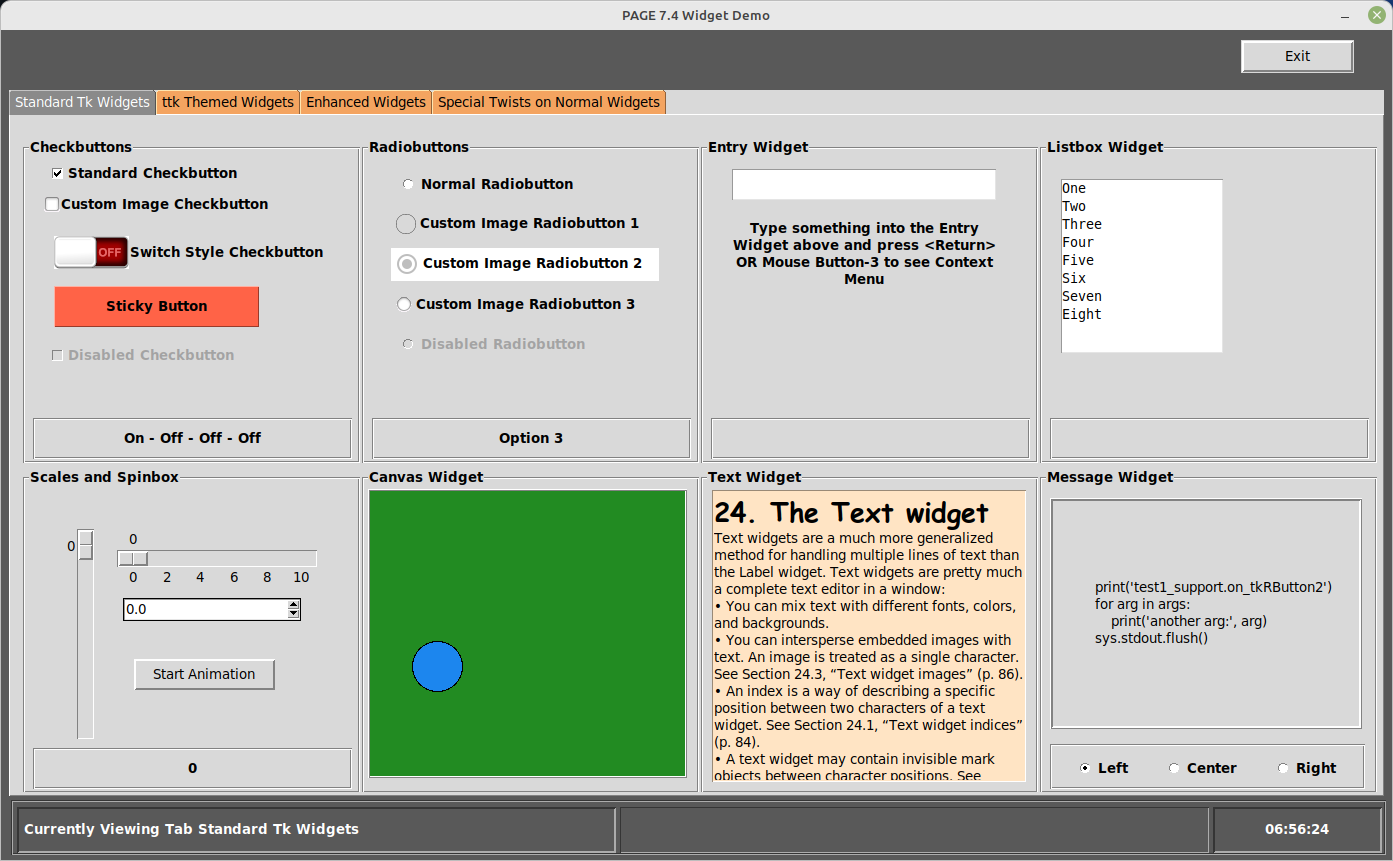 PAGE 7.4 Widget Demo
Exit
Standard Tk Widgets
ttk Themed Widgets
Enhanced Widgets
Special Twists on Normal Widgets
Checkbuttons
Standard Checkbutton
Custom Image Checkbutton
OFF Switch Style Checkbutton
Sticky Button
Disabled Checkbutton
On - Off - Off - Off
Radiobuttons
Normal Radiobutton
Custom Image Radiobutton 1
Custom Image Radiobutton 2
Custom Image Radiobutton 3
Disabled Radiobutton
Option 3
Entry Widget
Type something into the Entry
Widget above and press <Return>
OR Mouse Button-3 to see Context
Menu
Listbox Widget
One
Two
Three
Four
Five
Six
Seven
Eight
Scales and Spinbox
0
0
0 2 4 6 8 10
0.0
Start Animation
0
Canvas Widget
Text Widget
24. The Text widget
Text widgets are a much more generalized
method for handling multiple lines of text than
the Label widget. Text widgets are pretty much
a complete text editor in a window:
• You can mix text with different fonts, colors,
and backgrounds.
• You can intersperse embedded images with
text. An image is treated as a single character.
See Section 24.3, “Text widget images” (p. 86).
• An index is a way of describing a specific
position between two characters of a text
widget. See Section 24.1, “Text widget indices”
(p. 84).
• A text widget may contain invisible mark
objects between character positions. See
Message Widget
print('test1_support.on_tkRButton2')
for arg in args:
    print('another arg:', arg)
sys.stdout.flush()
Left
Center
Right
Currently Viewing Tab Standard Tk Widgets
06:56:24